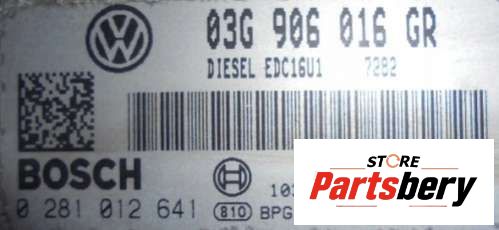 03G 906 016 GR
DIESEL EDC16U1 7282
BOSCH
0 281 012 641 810 BPG
STORE
Partsbery